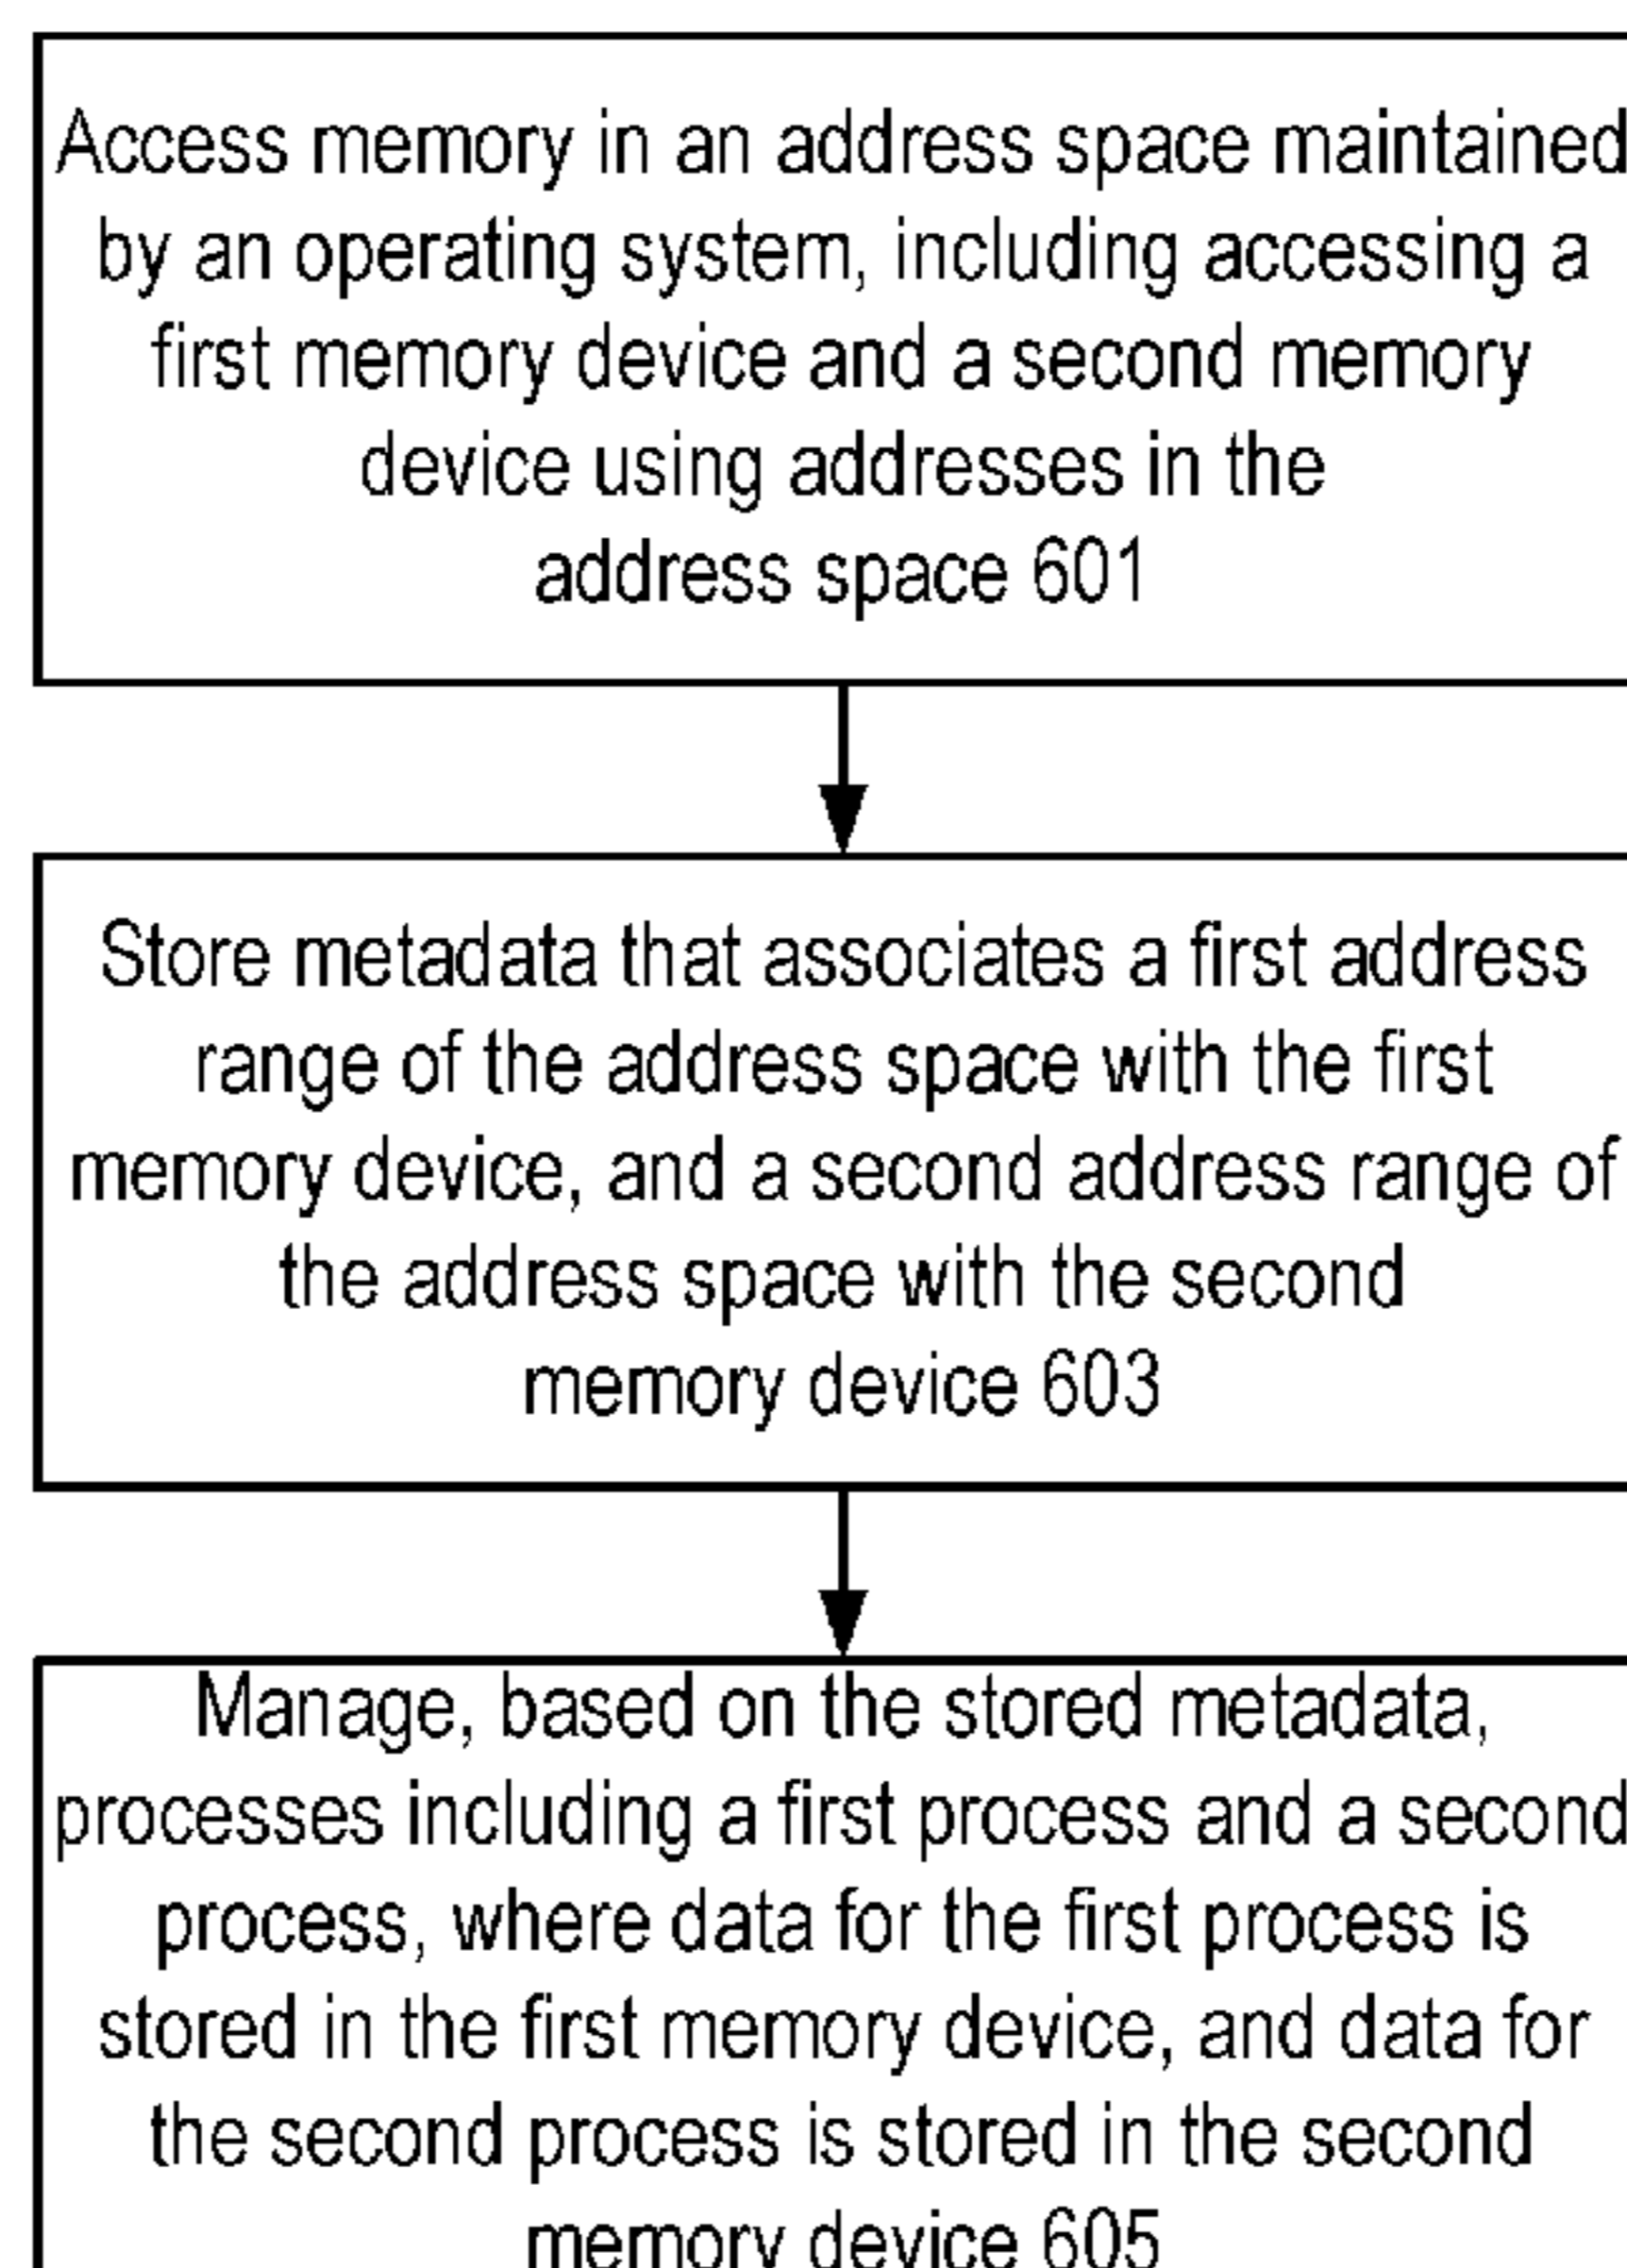 Access memory in an address space maintained
by an operating system, including accessing a
first memory device and a second memory
device using addresses in the
address space 601
Store metadata that associates a first address
range of the address space with the first
memory device, and a second address range of
the address space with the second
memory device 603
Manage, based on the stored metadata,
processes including a first process and a second
process, where data for the first process is
stored in the first memory device, and data for
the second process is stored in the second
memory device 605